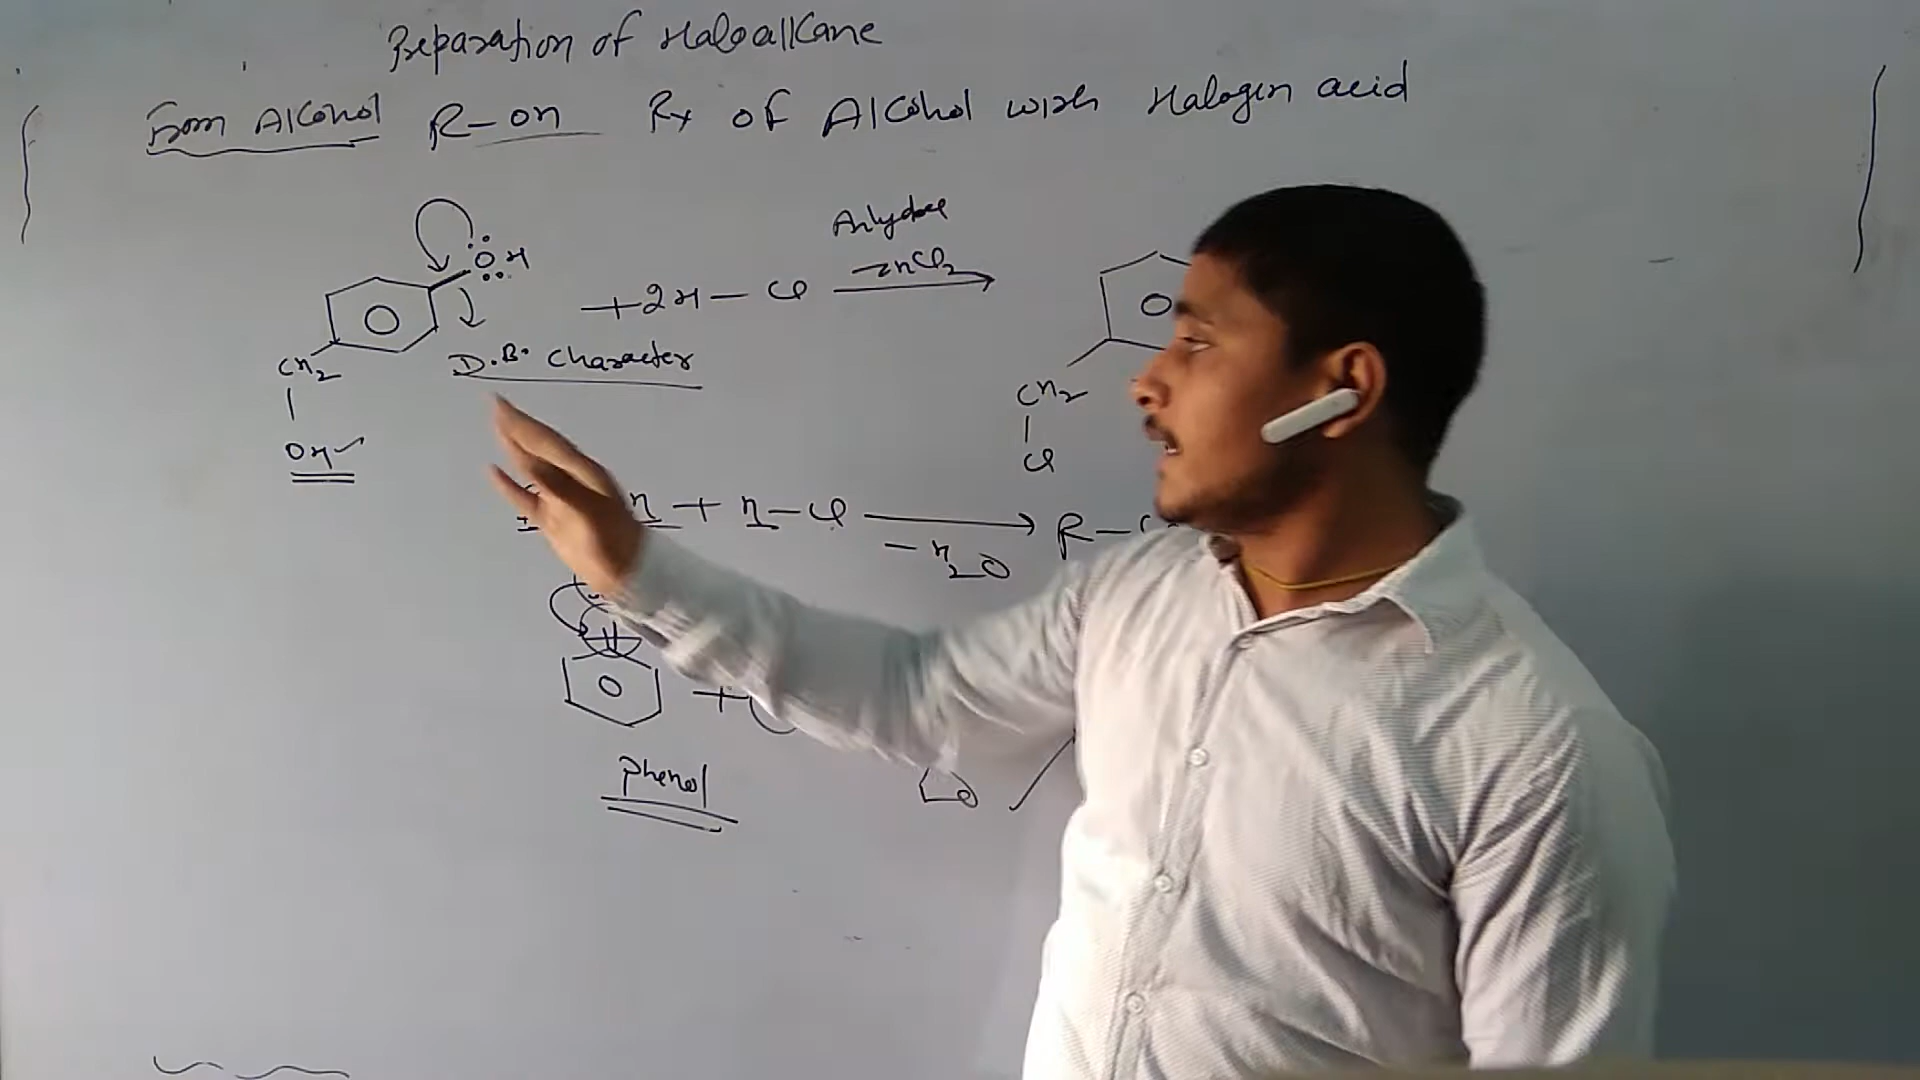 Preparation of Haloalkane
From Alcohol R-OH Rx of Alcohol with Halogen acid
Anhydrous
ZnCl2
OH
+2H-Cl
D.B. Character
CH2
OH
CH2
Cl
+ H-Cl
-H2O
R-
+
Phenol